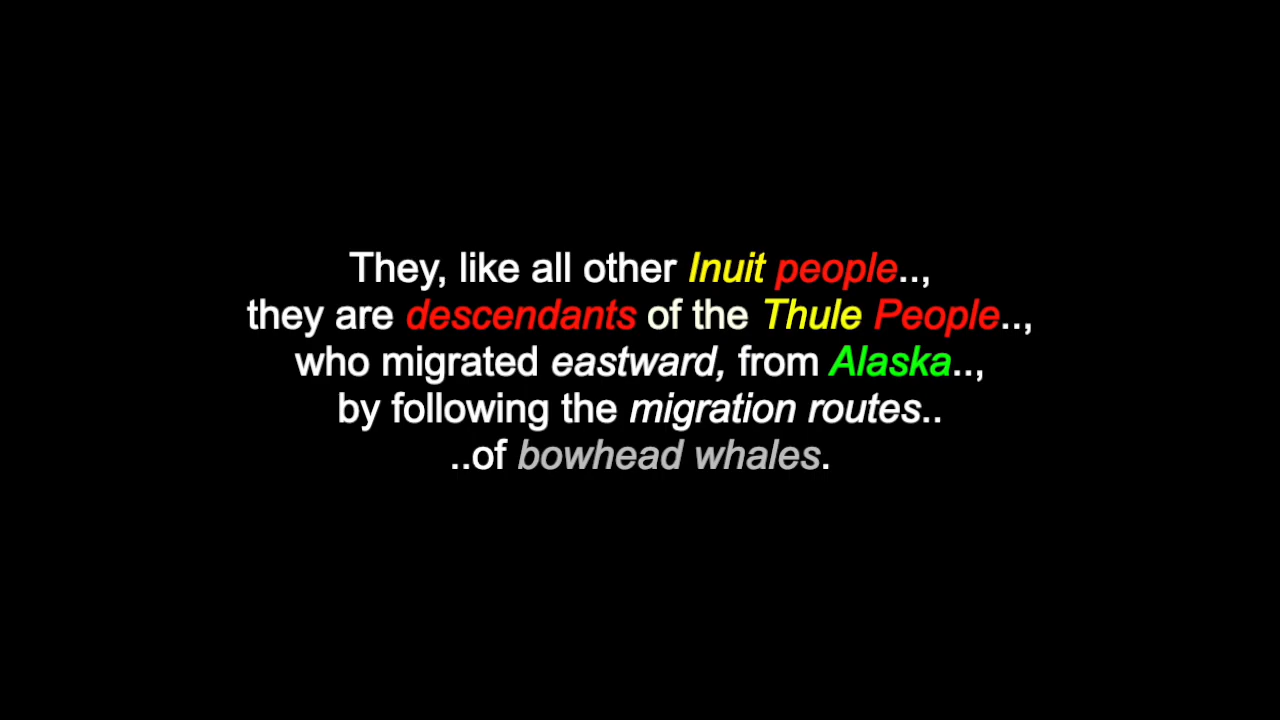 They, like all other Inuit people..,
they are descendants of the Thule People..,
who migrated eastward, from Alaska..,
by following the migration routes..
..of bowhead whales.